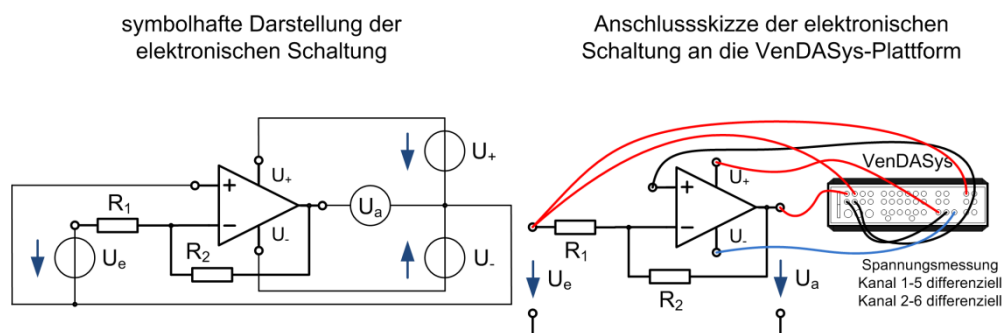 symbolhafte Darstellung der
elektronischen Schaltung
U+
U+
+
Ua
R1
−
R2
U-
Ue
U-
Anschlussskizze der elektronischen
Schaltung an die VenDASys-Plattform
VenDASys
+
U+
−
R1
U-
Ue
R2
Ua
Spannungsmessung
Kanal 1-5 differenziell
Kanal 2-6 differenziell